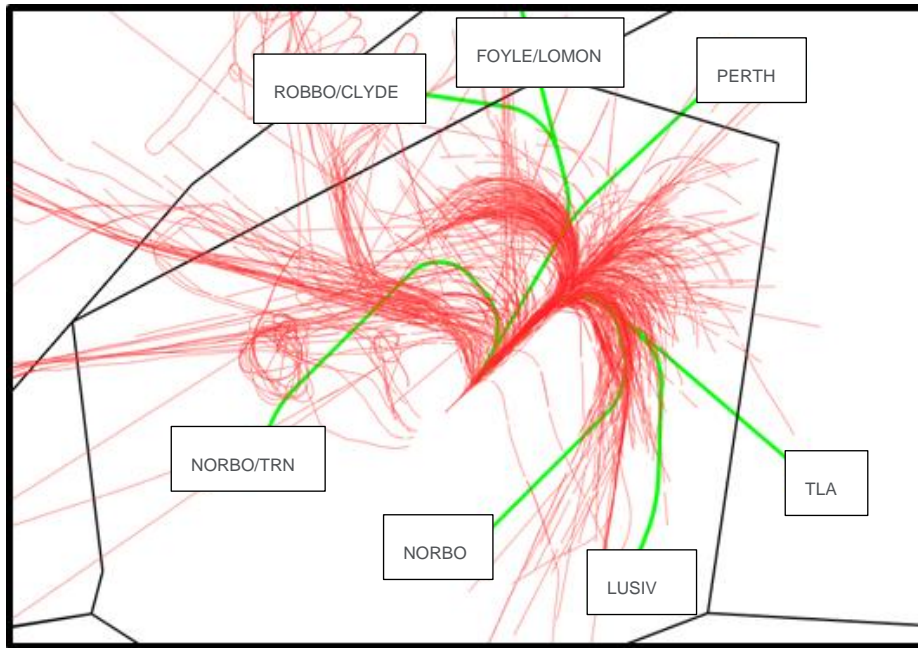 FOYLE/LOMON
PERTH
ROBBO/CLYDE
NORBO/TRN
TLA
NORBO
LUSIV